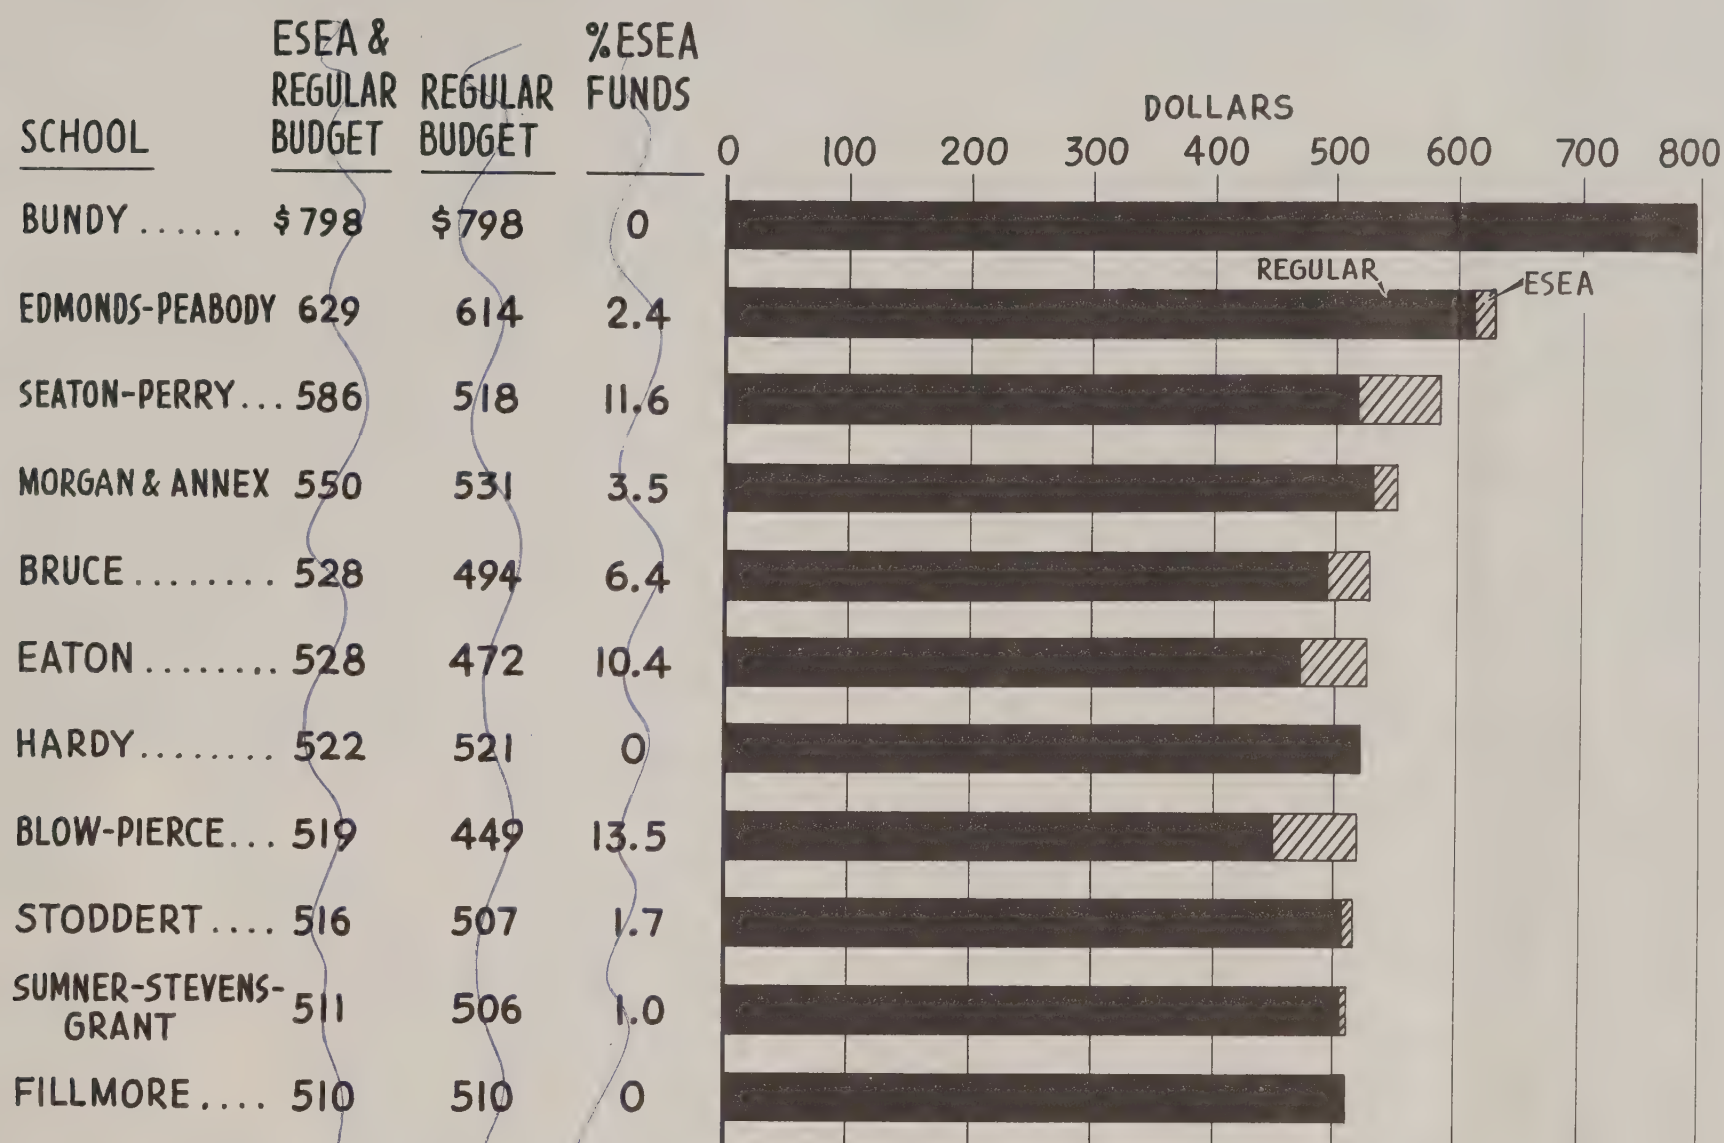 ESEA &
REGULAR BUDGET
REGULAR BUDGET
%ESEA FUNDS
SCHOOL
DOLLARS
0 100 200 300 400 500 600 700 800
BUNDY ...... $798 $798 0
REGULAR
ESEA
EDMONDS-PEABODY 629 614 2.4
SEATON-PERRY... 586 518 11.6
MORGAN & ANNEX 550 531 3.5
BRUCE........ 528 494 6.4
EATON........ 528 472 10.4
HARDY........ 522 521 0
BLOW-PIERCE... 519 449 13.5
STODDERT.... 516 507 1.7
SUMNER-STEVENS-
GRANT 511 506 1.0
FILLMORE.... 510 510 0